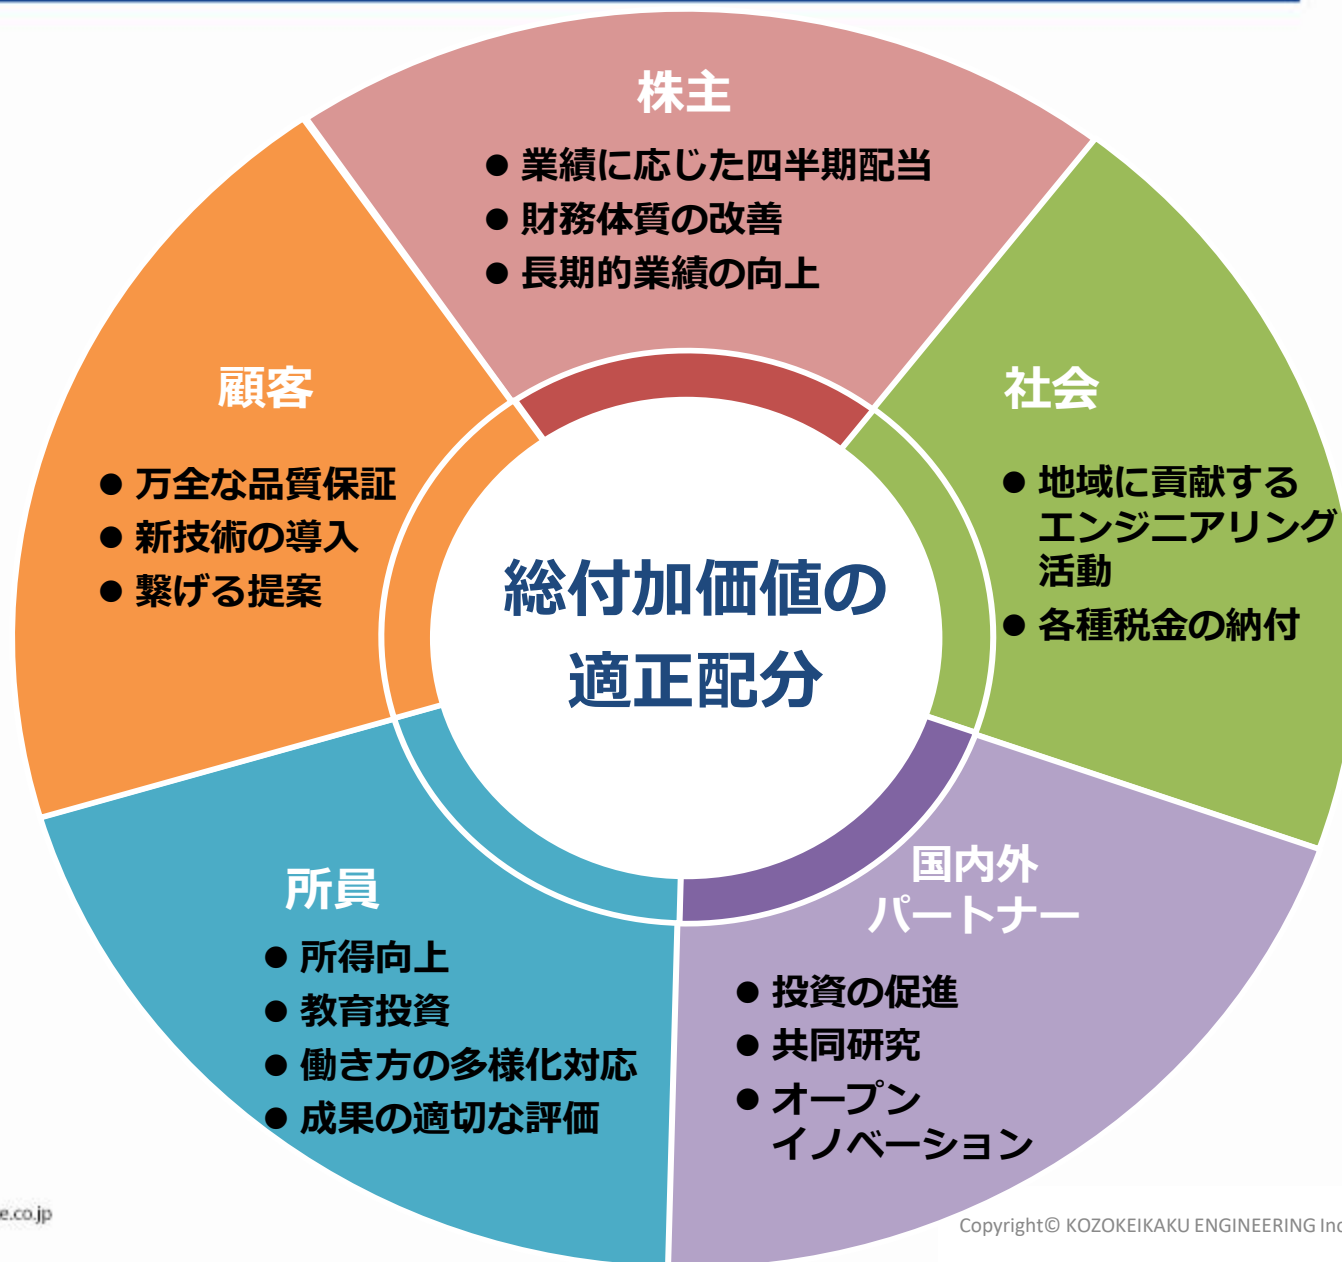 株主
● 業績に応じた四半期配当
● 財務体質の改善
● 長期的業績の向上
顧客
● 万全な品質保証
● 新技術の導入
● 繋げる提案
社会
● 地域に貢献する
エンジニアリング
活動
● 各種税金の納付
総付加価値の
適正配分
所員
● 所得向上
● 教育投資
● 働き方の多様化対応
● 成果の適切な評価
国内外
パートナー
● 投資の促進
● 共同研究
● オープン
イノベーション
e.co.jp
Copyright© KOZOKEIKAKU ENGINEERING Inc